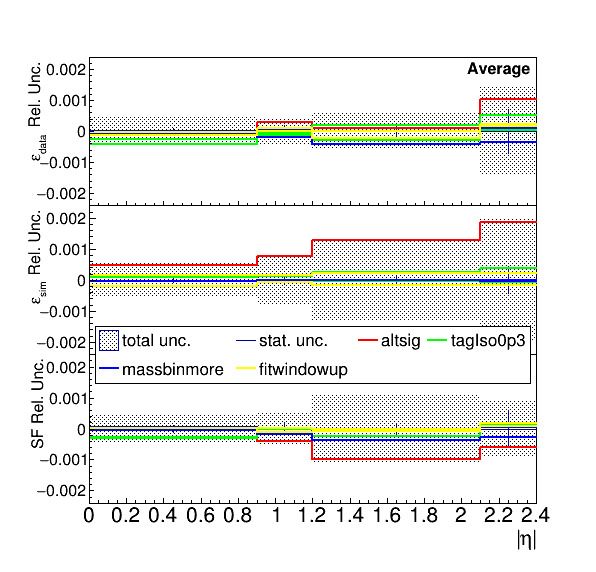 Average
ε_data Rel. Unc.
0.002
0.001
0
−0.001
−0.002
ε_sim Rel. Unc.
0.002
0.001
0
−0.001
−0.002
total unc. stat. unc. altsig tagIso0p3
massbinmore fitwindowup
SF Rel. Unc.
0.002
0.001
0
−0.001
−0.002
0 0.2 0.4 0.6 0.8 1 1.2 1.4 1.6 1.8 2 2.2 2.4
|η|